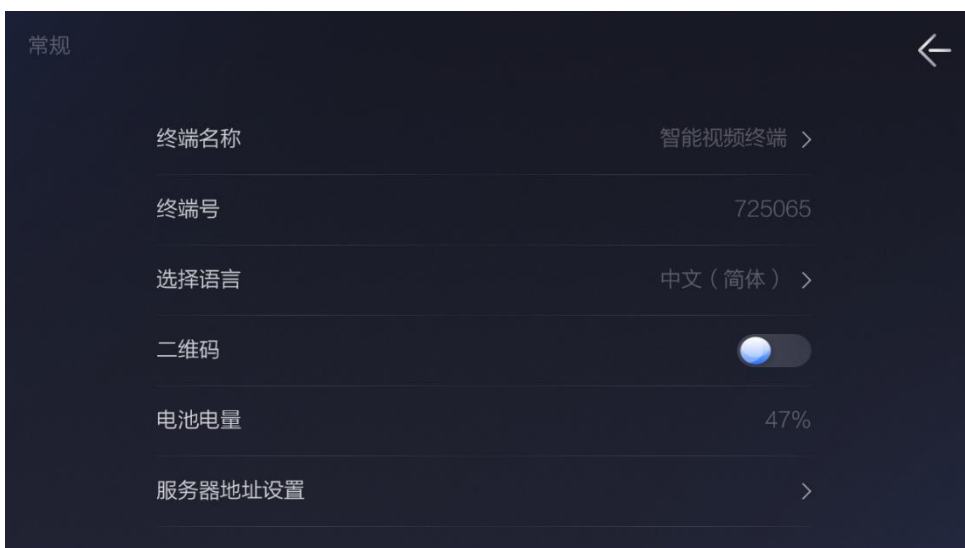 常规
终端名称 智能视频终端
终端号 725065
选择语言 中文（简体）
二维码
电池电量 47%
服务器地址设置